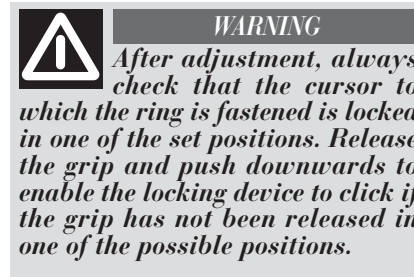 WARNING
After adjustment, always
check that the cursor to
which the ring is fastened is locked
in one of the set positions. Release
the grip and push downwards to
enable the locking device to click if
the grip has not been released in
one of the possible positions.